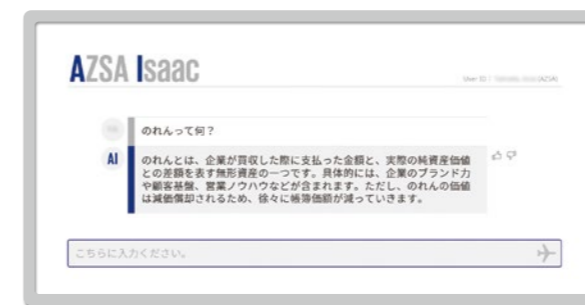 AZSA Isaac
User ID : (AZSA)
のれんって何？
AI
のれんとは、企業が買収した際に支払った金額と、実際の純資産価値
との差額を表す無形資産の一つです。具体的には、企業のブランド力
や顧客基盤、営業ノウハウなどが含まれます。ただし、のれんの価値
は減価償却されるため、徐々に帳簿価額が減っていきます。
こちらに入力ください。